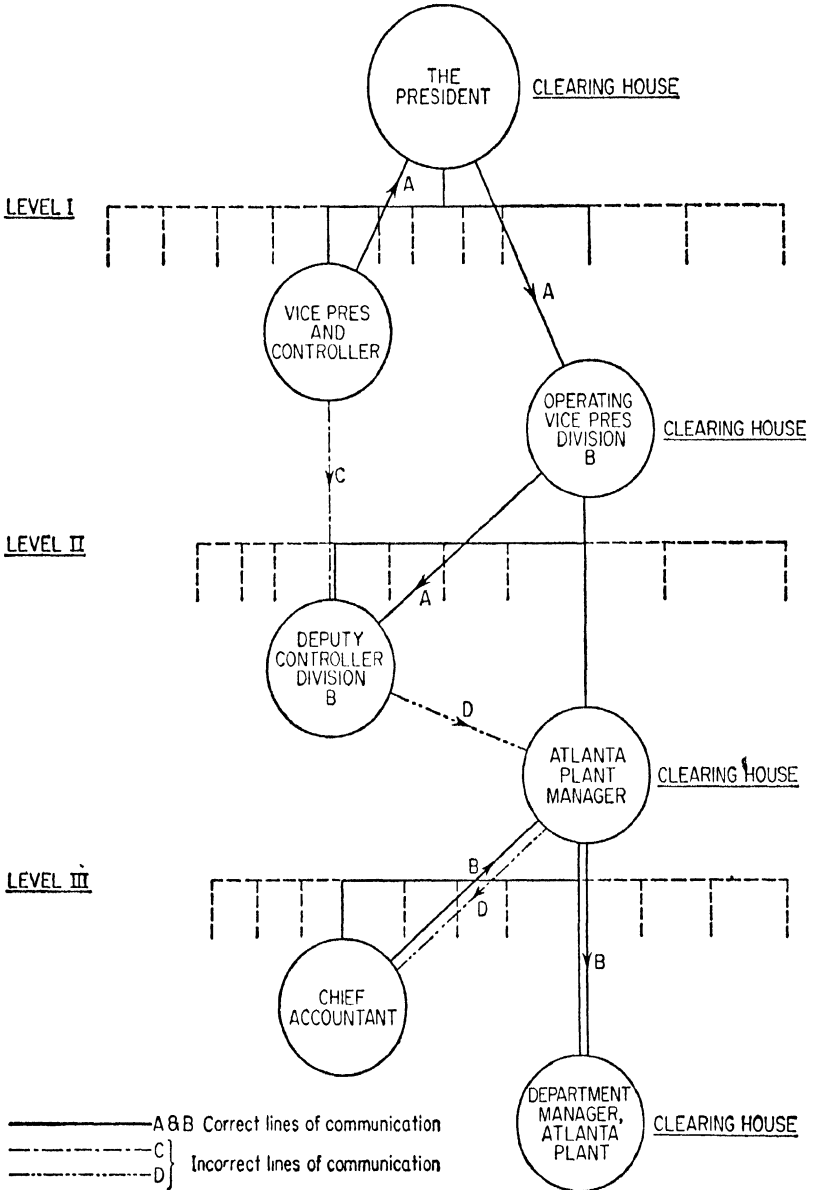 THE
PRESIDENT
CLEARING HOUSE
A
LEVEL I
A
VICE PRES
AND
CONTROLLER
OPERATING
VICE PRES
DIVISION
B
CLEARING HOUSE
C
LEVEL II
A
DEPUTY
CONTROLLER
DIVISION
B
D
ATLANTA
PLANT
MANAGER
CLEARING HOUSE
B
LEVEL III
D
B
CHIEF
ACCOUNTANT
DEPARTMENT
MANAGER,
ATLANTA
PLANT
CLEARING HOUSE
A & B Correct lines of communication
C
D
} Incorrect lines of communication